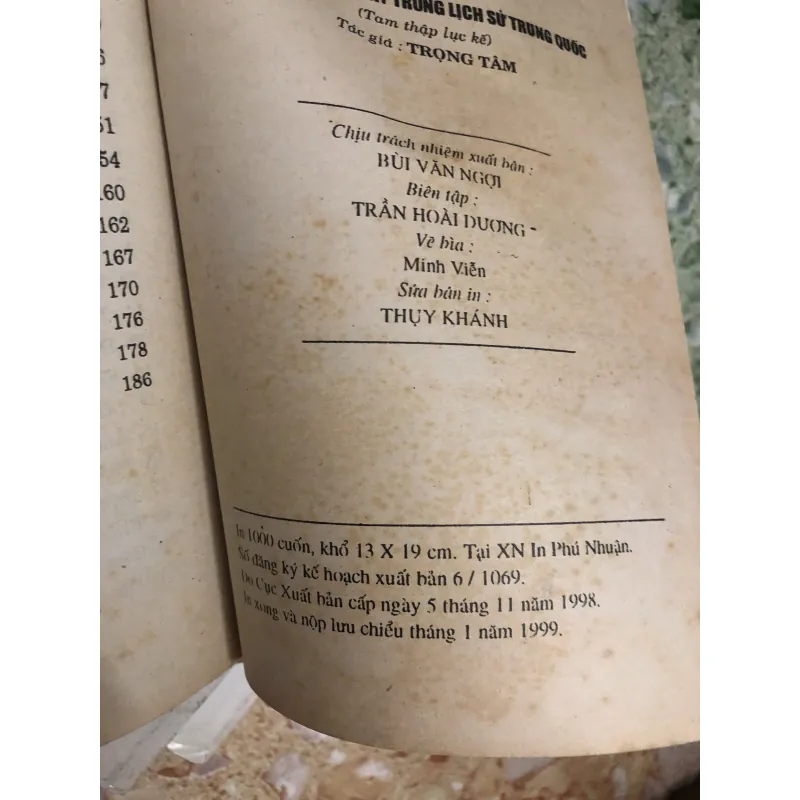 51
54
160
162
167
170
176
178
186
TRONG LỊCH SỬ TRUNG QUỐC
(Tam thập lục kế)
Tác giả : TRỌNG TÂM
Chịu trách nhiệm xuất bản :
BÙI VĂN NGỢI
Biên tập :
TRẦN HOÀI DƯƠNG
Vẽ bìa :
Minh Viễn
Sửa bản in :
THỤY KHÁNH
In 1000 cuốn, khổ 13 X 19 cm. Tại XN In Phú Nhuận.
Số đăng ký kế hoạch xuất bản 6 / 1069.
Do Cục Xuất bản cấp ngày 5 tháng 11 năm 1998.
In xong và nộp lưu chiểu tháng 1 năm 1999.